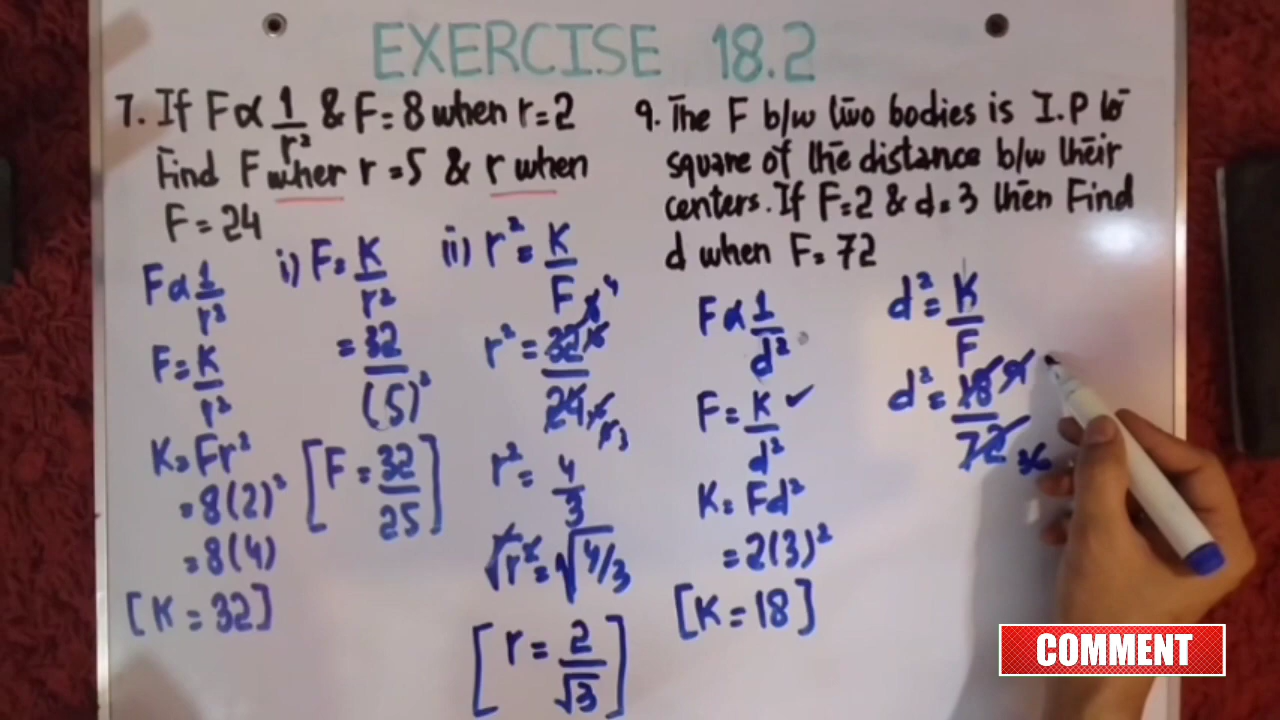 EXERCISE 18.2
7. If F∝ 1/r² & F=8 when r=2
Find F when r=5 & r when
F=24
F∝ 1/r²
F= K/r²
K=Fr²
=8(2)²
=8(4)
[K=32]
i) F= K/r²
= 32/(5)²
[F= 32/25]
ii) r²= K/F
r²= 32/24
r²= 4/3
√r²=√4/3
[r= 2/√3]
9. The F b/w two bodies is I.P to
square of the distance b/w their
centers. If F=2 & d=3 then Find
d when F=72
F∝ 1/d²
F= K/d²
K=Fd²
=2(3)²
[K=18]
d²= K/F
d²= 18 9/72 36
COMMENT